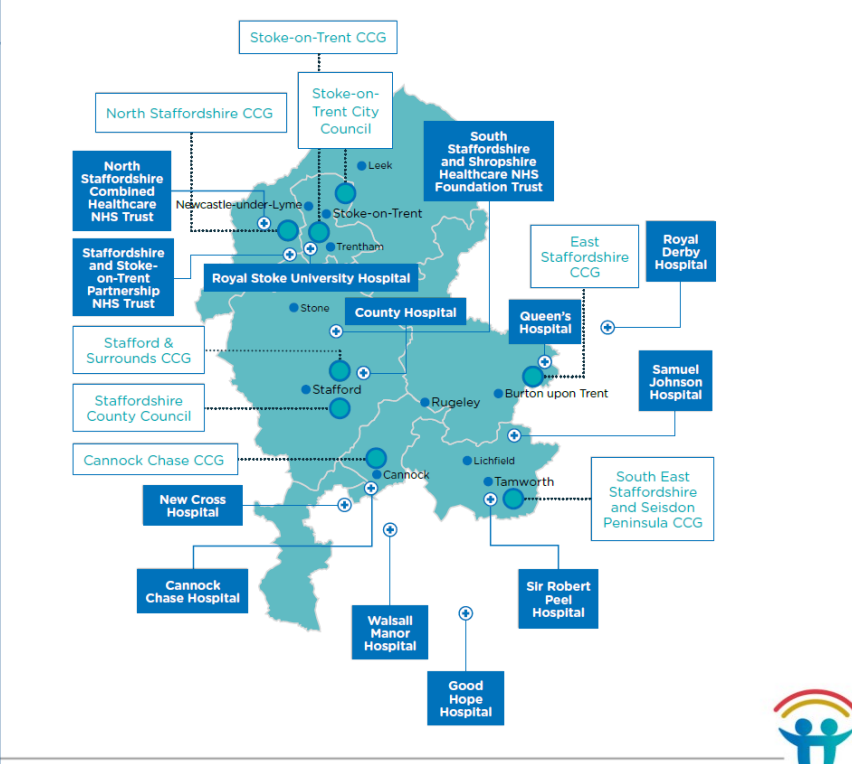 Stoke-on-Trent CCG
Stoke-on-
Trent City
Council
North Staffordshire CCG
South
Staffordshire
and Shropshire
Healthcare NHS
Foundation Trust
North
Staffordshire
Combined
Healthcare
NHS Trust
Leek
Newcastle-under-Lyme
Stoke-on-Trent
Trentham
East
Staffordshire
CCG
Royal
Derby
Hospital
Staffordshire
and Stoke-
on-Trent
Partnership
NHS Trust
Royal Stoke University Hospital
Stone
County Hospital
Queen's
Hospital
Stafford &
Surrounds CCG
Samuel
Johnson
Hospital
Stafford
Burton upon Trent
Staffordshire
County Council
Rugeley
Cannock Chase CCG
Lichfield
Cannock
Tamworth
South East
Staffordshire
and Seisdon
Peninsula CCG
New Cross
Hospital
Cannock
Chase Hospital
Sir Robert
Peel
Hospital
Walsall
Manor
Hospital
Good
Hope
Hospital